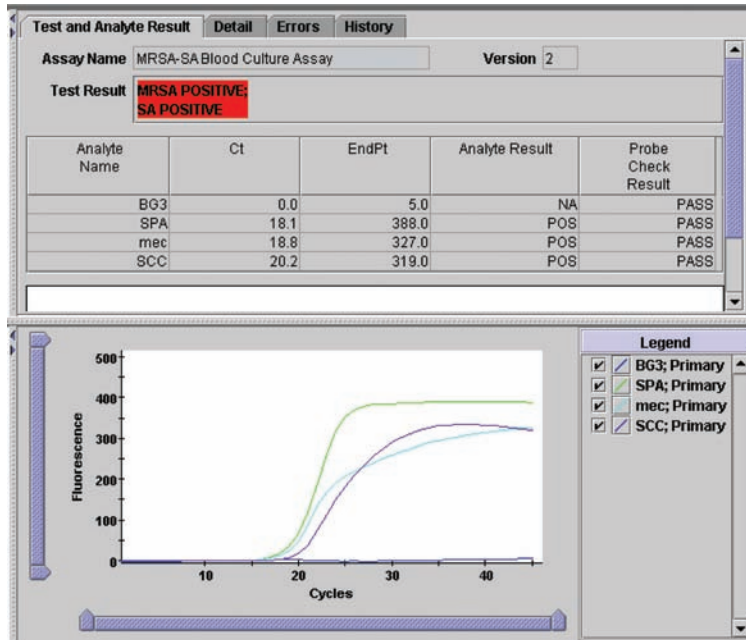 Test and Analyte Result Detail Errors History
Assay Name MRSA-SA Blood Culture Assay Version 2
Test Result MRSA POSITIVE;
SA POSITIVE
Analyte Name Ct EndPt Analyte Result Probe Check Result
BG3 0.0 5.0 NA PASS
SPA 18.1 388.0 POS PASS
mec 18.8 327.0 POS PASS
SCC 20.2 319.0 POS PASS
Legend
BG3; Primary
SPA; Primary
mec; Primary
SCC; Primary
500
400
300
200
100
0
Fluorescence
10 20 30 40
Cycles